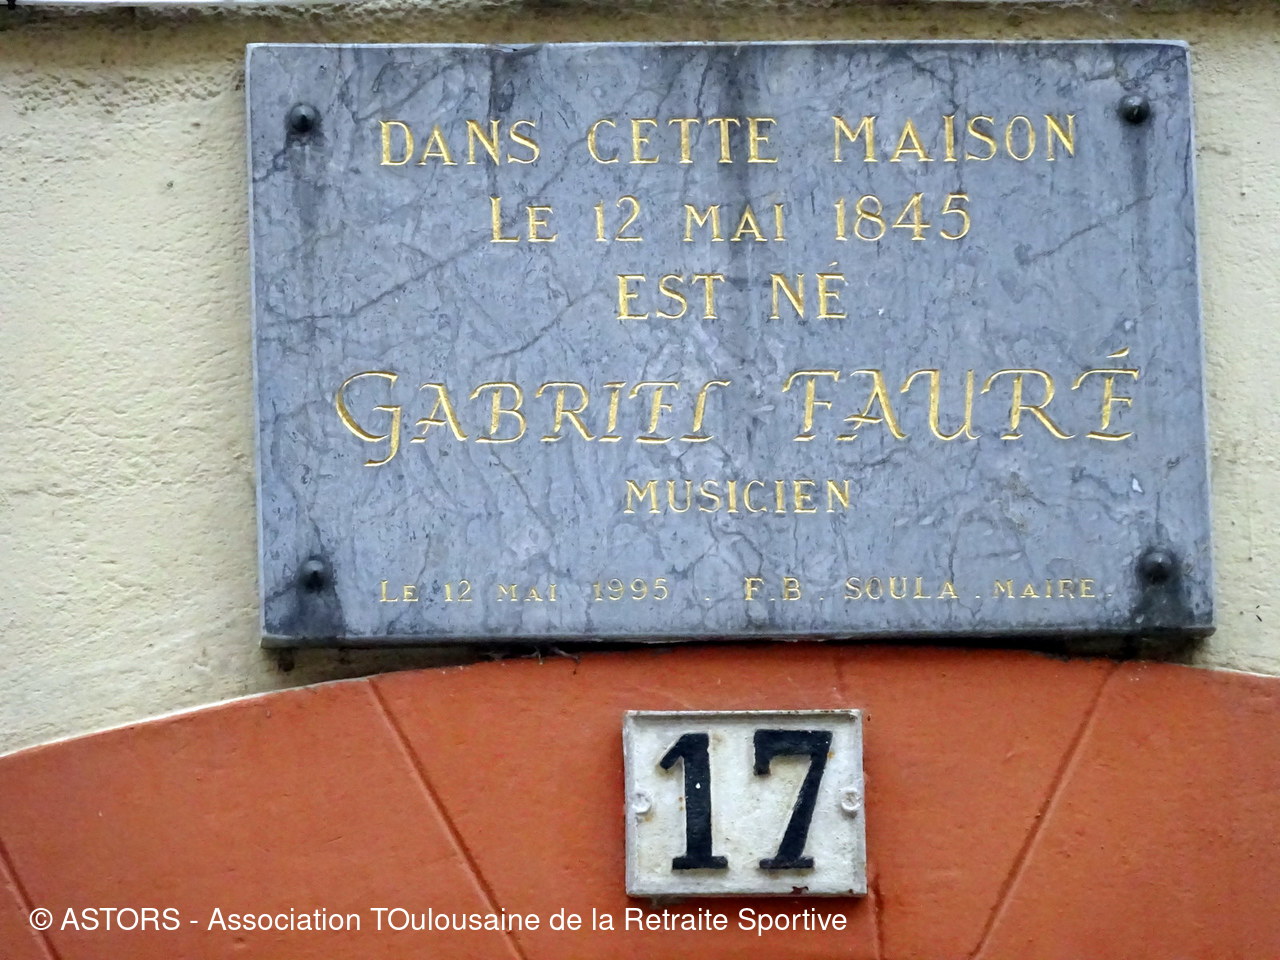 DANS CETTE MAISON
LE 12 MAI 1845
EST NÉ
GABRIEL FAURÉ
MUSICIEN
LE 12 MAI 1995 . F.B. SOULA . MAIRE.
17
© ASTORS - Association TOulousaine de la Retraite Sportive